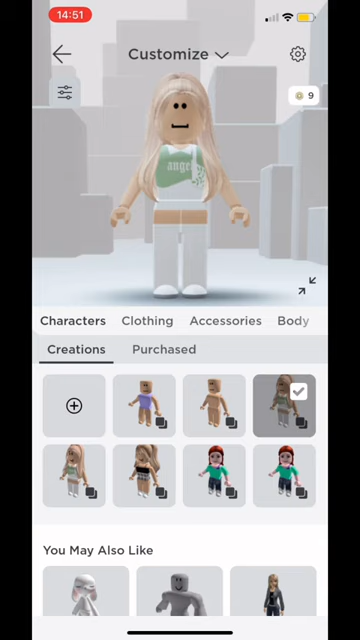 14:51
Customize
9
angel
Characters Clothing Accessories Body
Creations Purchased
You May Also Like